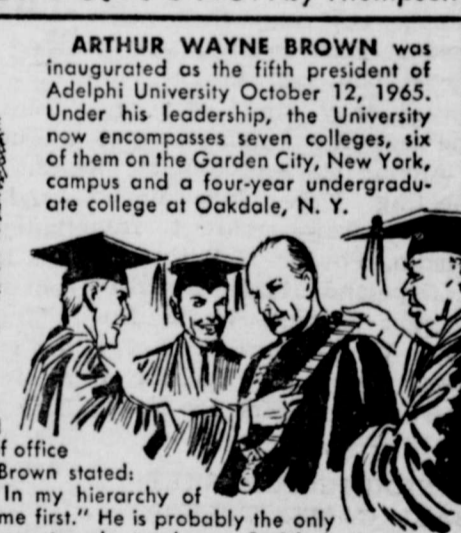 by Thompson
ARTHUR WAYNE BROWN was
inaugurated as the fifth president of
Adelphi University October 12, 1965.
Under his leadership, the University
now encompasses seven colleges, six
of them on the Garden City, New York,
campus and a four-year undergradu-
ate college at Oakdale, N. Y.
f office
Brown stated:
In my hierarchy of
me first." He is probably the only